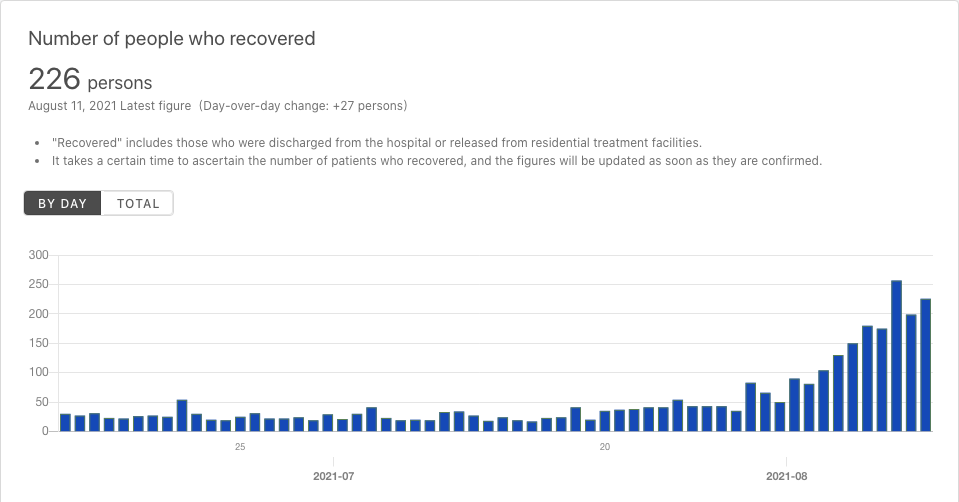 Number of people who recovered
226 persons
August 11, 2021 Latest figure (Day-over-day change: +27 persons)
• "Recovered" includes those who were discharged from the hospital or released from residential treatment facilities.
• It takes a certain time to ascertain the number of patients who recovered, and the figures will be updated as soon as they are confirmed.
BY DAY TOTAL
300
250
200
150
100
50
0
25 20
2021-07 2021-08